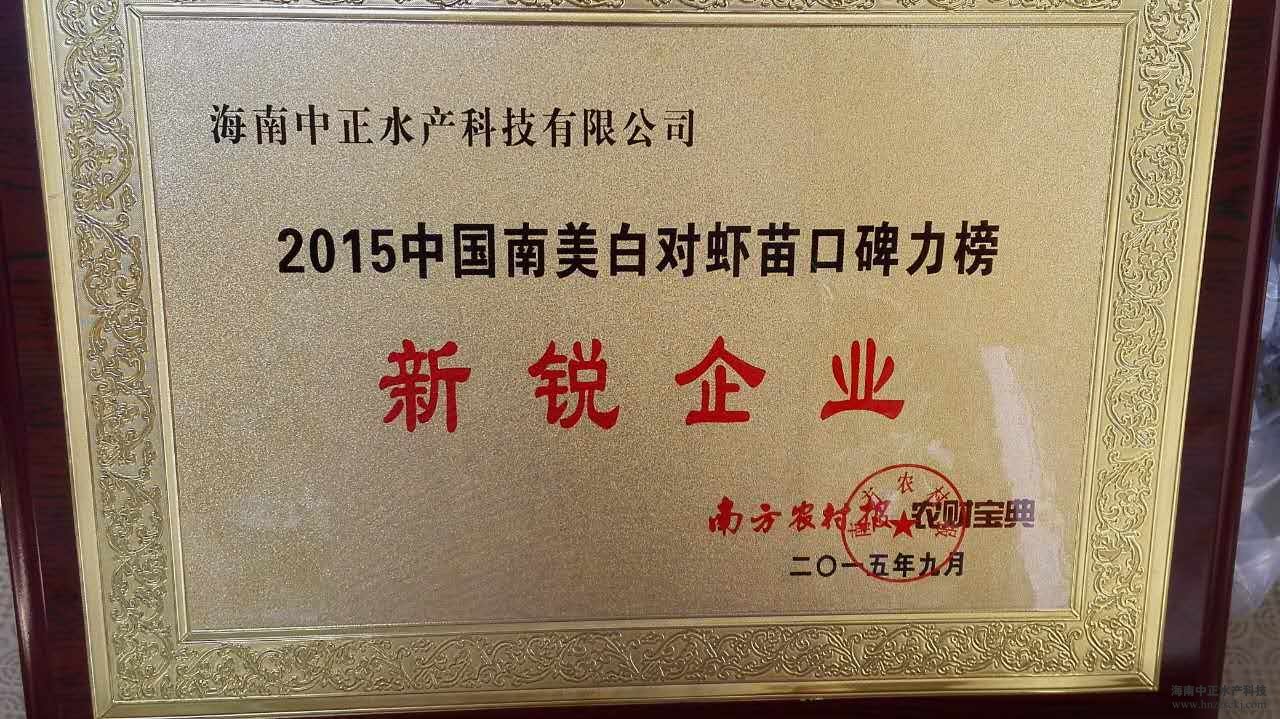 海南中正水产科技有限公司
2015中国南美白对虾苗口碑力榜
新锐企业
南方农村报 农财宝典
二〇一五年九月
海南中正水产科技